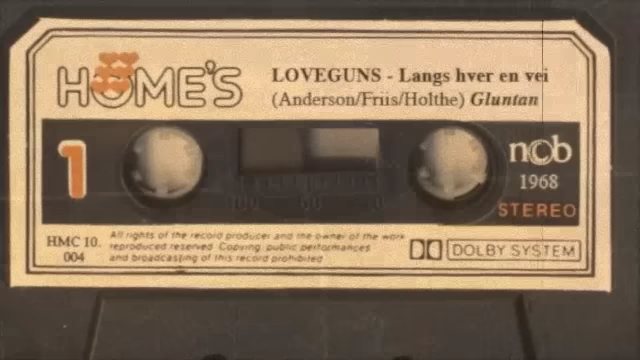 HOME'S
LOVEGUNS - Langs hver en vei
(Anderson/Friis/Holthe) Gluntan
1
ncb
1968
STEREO
HMC 10.
004
All rights of the record producer and the owner of the work
reproduced reserved. Copying, public performances
and broadcasting of this record prohibited
DOLBY SYSTEM